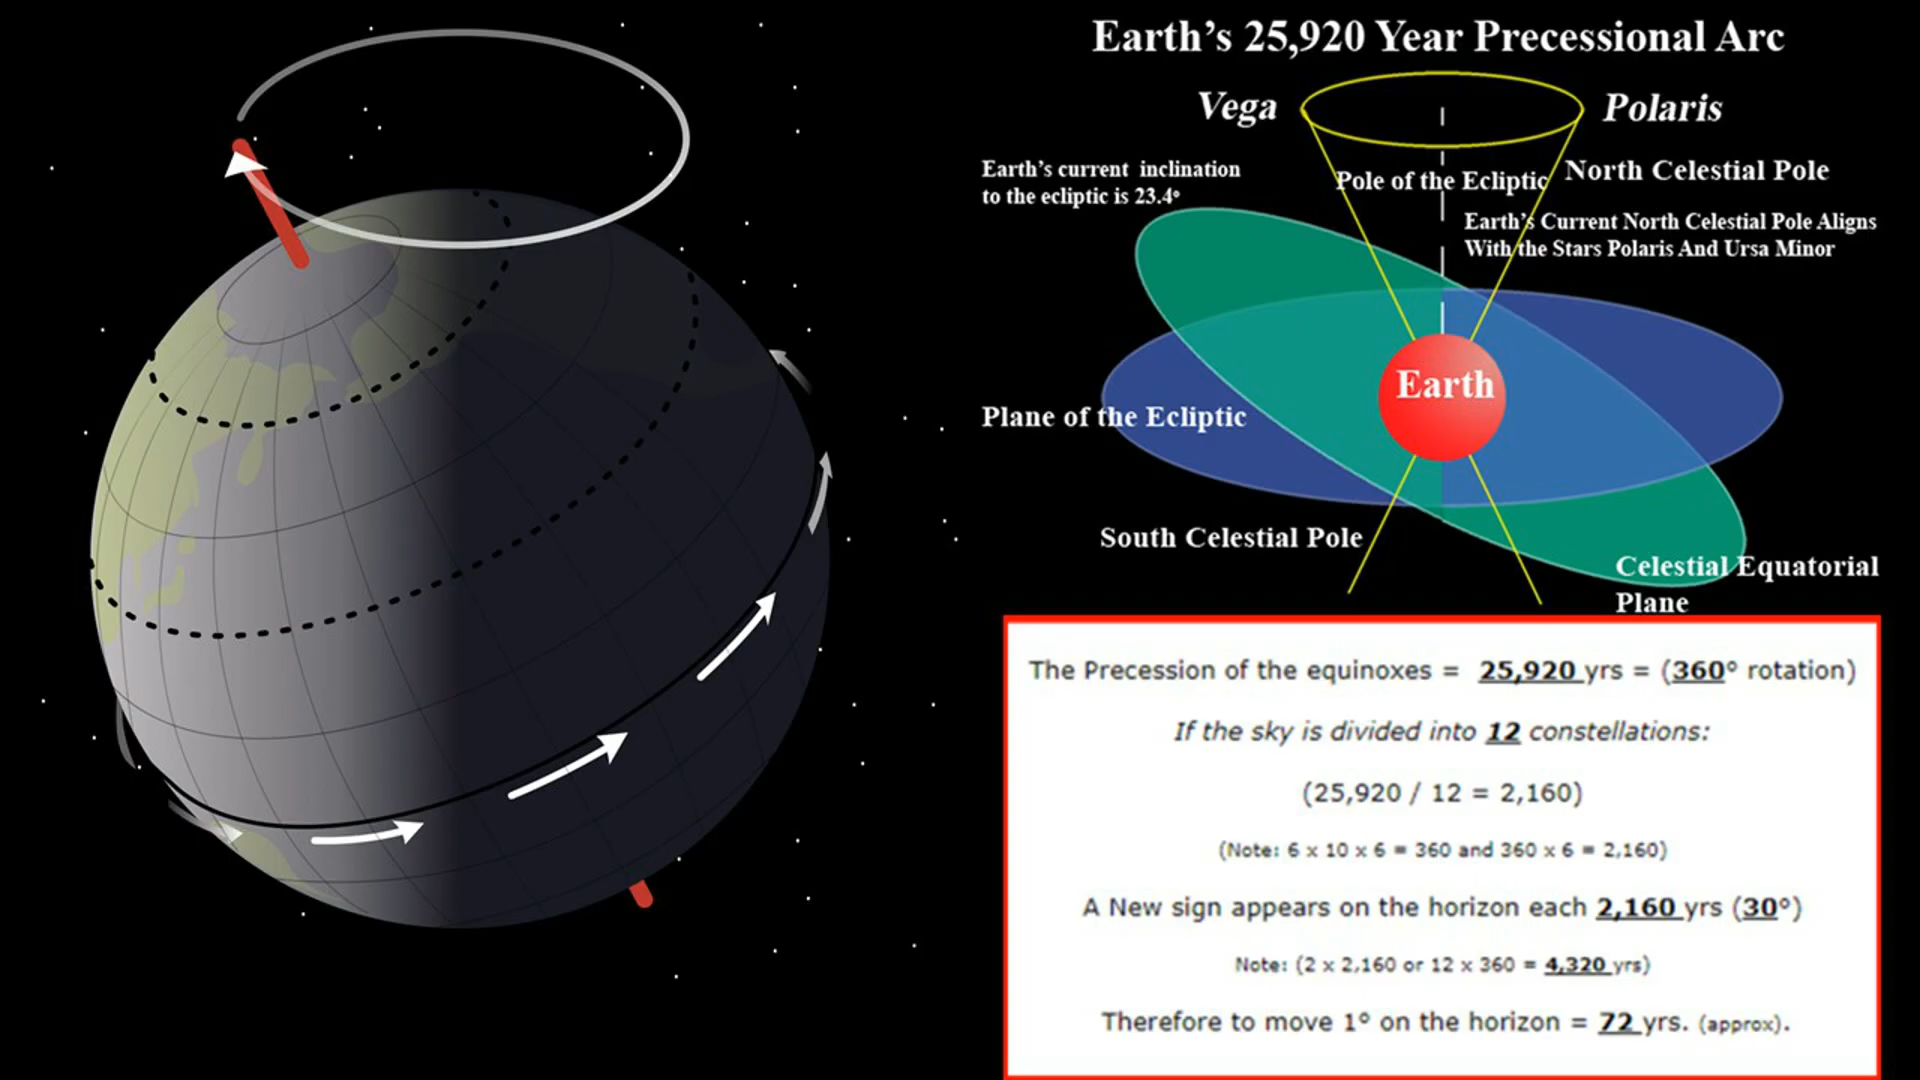 Earth's 25,920 Year Precessional Arc
Vega
Polaris
Earth's current inclination
to the ecliptic is 23.4°
Pole of the Ecliptic
North Celestial Pole
Earth's Current North Celestial Pole Aligns
With the Stars Polaris And Ursa Minor
Earth
Plane of the Ecliptic
South Celestial Pole
Celestial Equatorial
Plane
The Precession of the equinoxes = 25,920 yrs = (360° rotation)
If the sky is divided into 12 constellations:
(25,920 / 12 = 2,160)
(Note: 6 x 10 x 6 = 360 and 360 x 6 = 2,160)
A New sign appears on the horizon each 2,160 yrs (30°)
Note: (2 x 2,160 or 12 x 360 = 4,320 yrs)
Therefore to move 1° on the horizon = 72 yrs. (approx).